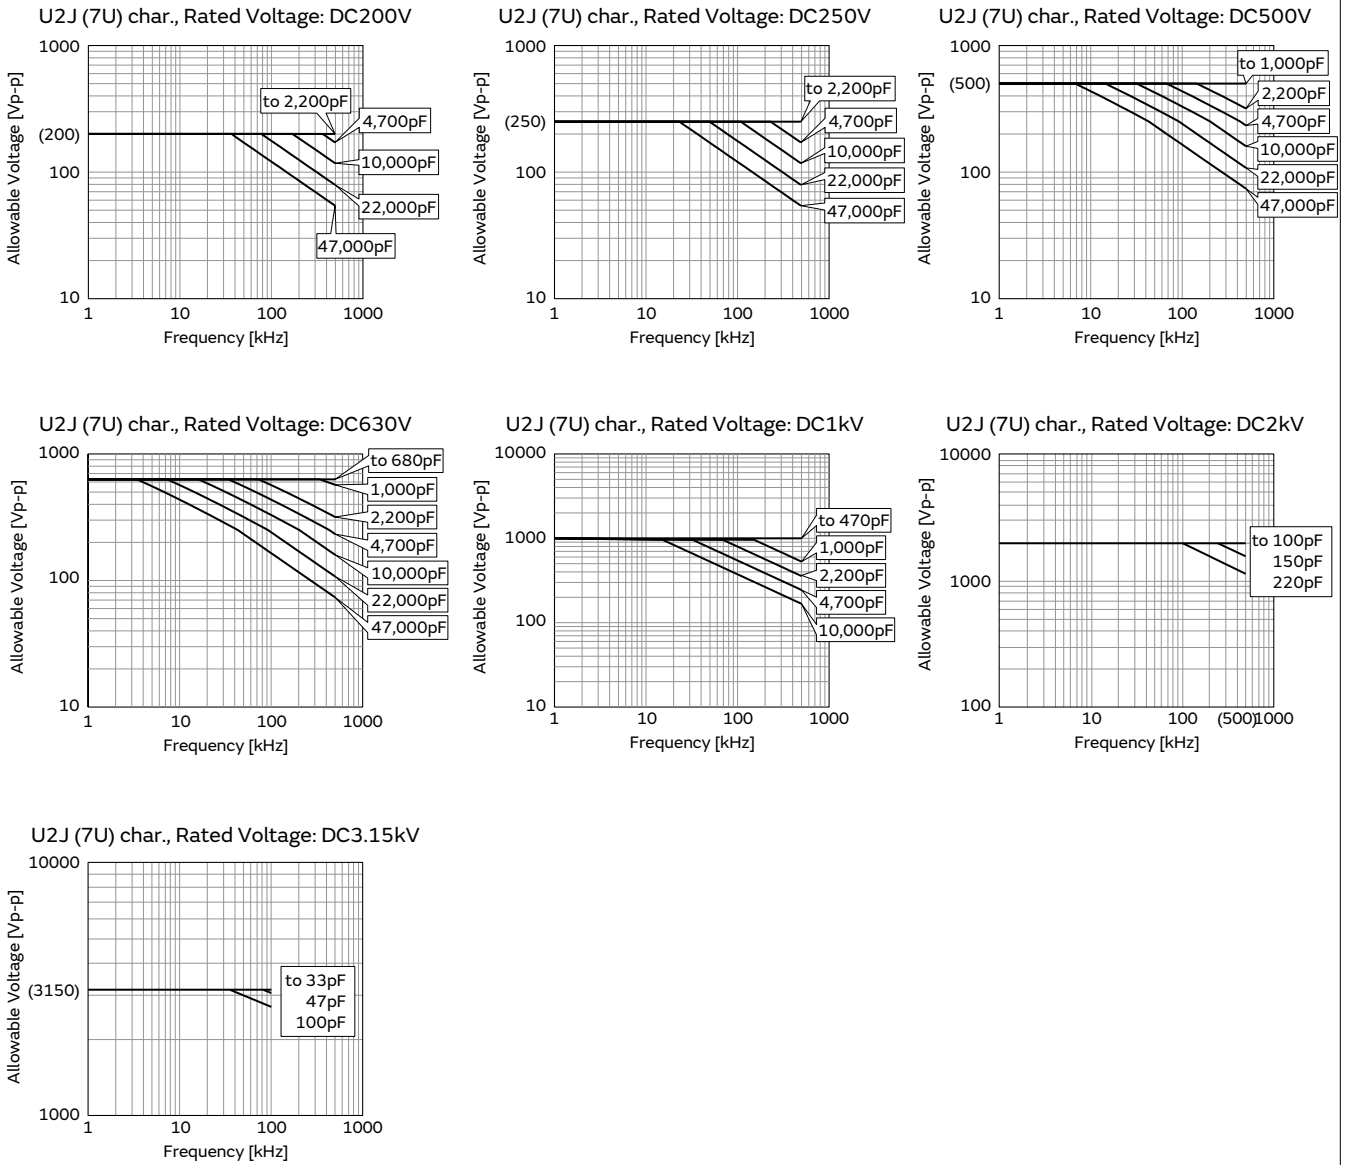 U2J (7U) char., Rated Voltage: DC200V
Allowable Voltage [Vp-p]
1000
(200)
100
10
to 2,200pF
4,700pF
10,000pF
22,000pF
47,000pF
1 10 100 1000
Frequency [kHz]
U2J (7U) char., Rated Voltage: DC250V
Allowable Voltage [Vp-p]
1000
(250)
100
10
to 2,200pF
4,700pF
10,000pF
22,000pF
47,000pF
1 10 100 1000
Frequency [kHz]
U2J (7U) char., Rated Voltage: DC500V
Allowable Voltage [Vp-p]
1000
(500)
100
10
to 1,000pF
2,200pF
4,700pF
10,000pF
22,000pF
47,000pF
1 10 100 1000
Frequency [kHz]
U2J (7U) char., Rated Voltage: DC630V
Allowable Voltage [Vp-p]
1000
100
10
to 680pF
1,000pF
2,200pF
4,700pF
10,000pF
22,000pF
47,000pF
1 10 100 1000
Frequency [kHz]
U2J (7U) char., Rated Voltage: DC1kV
Allowable Voltage [Vp-p]
10000
1000
100
10
to 470pF
1,000pF
2,200pF
4,700pF
10,000pF
1 10 100 1000
Frequency [kHz]
U2J (7U) char., Rated Voltage: DC2kV
Allowable Voltage [Vp-p]
10000
1000
100
to 100pF
150pF
220pF
1 10 100 (500) 1000
Frequency [kHz]
U2J (7U) char., Rated Voltage: DC3.15kV
Allowable Voltage [Vp-p]
10000
(3150)
1000
to 33pF
47pF
100pF
1 10 100 1000
Frequency [kHz]